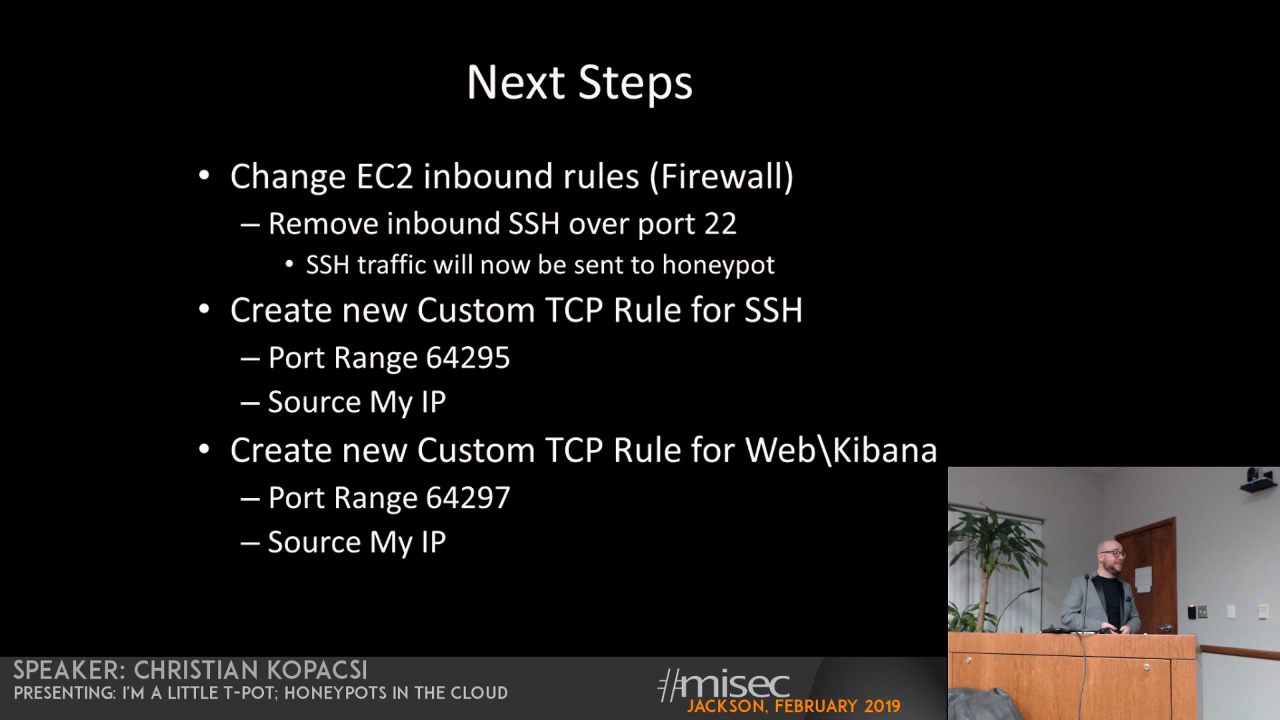 Next Steps
• Change EC2 inbound rules (Firewall)
– Remove inbound SSH over port 22
• SSH traffic will now be sent to honeypot
• Create new Custom TCP Rule for SSH
– Port Range 64295
– Source My IP
• Create new Custom TCP Rule for Web\Kibana
– Port Range 64297
– Source My IP
SPEAKER: CHRISTIAN KOPACSI
PRESENTING: I'M A LITTLE T-POT; HONEYPOTS IN THE CLOUD
#misec
JACKSON, FEBRUARY 2019